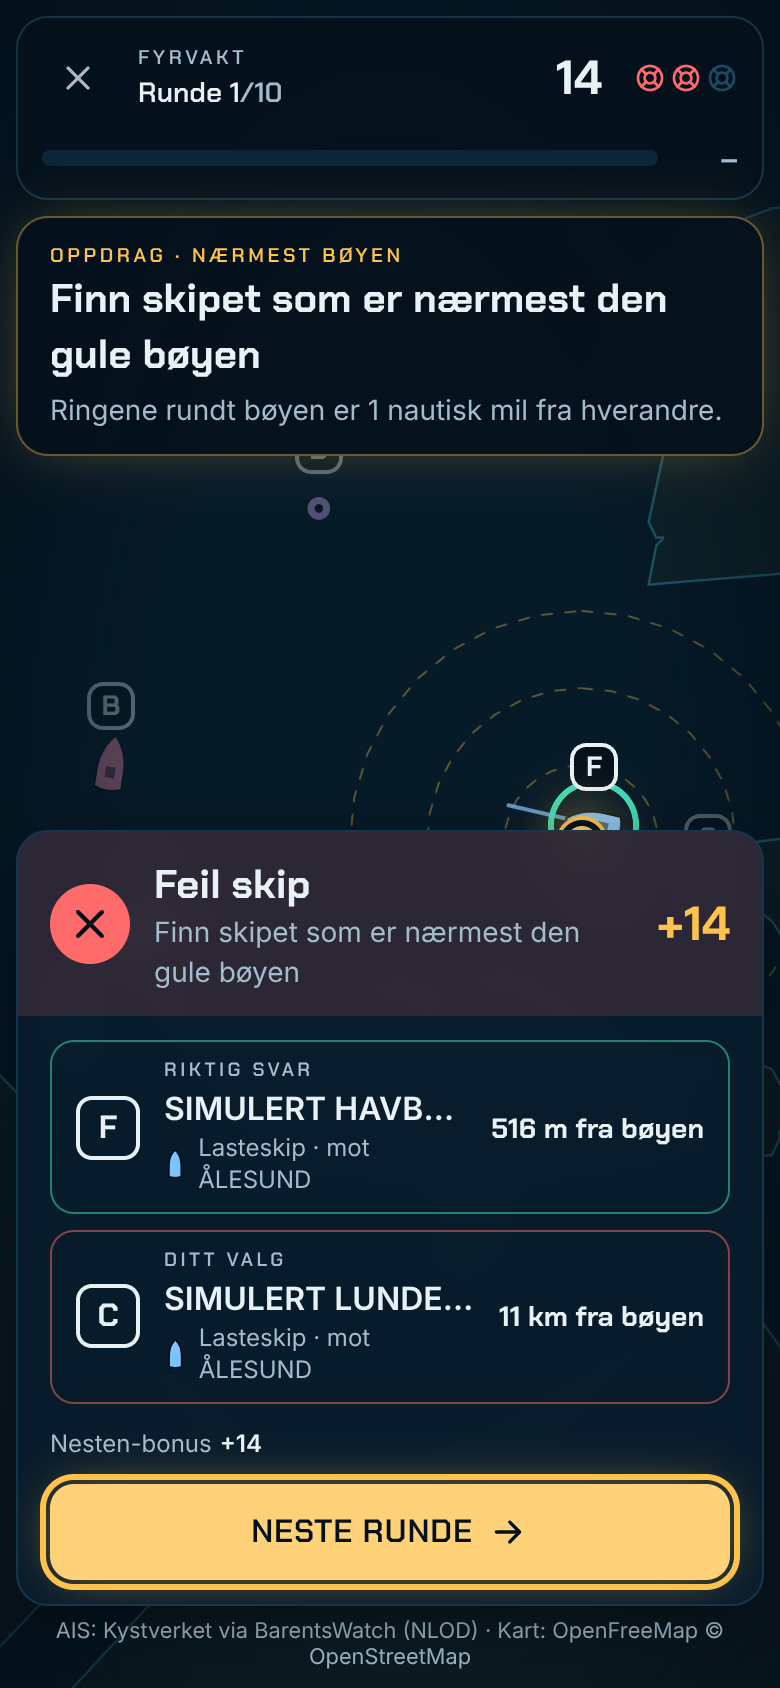 FYRVAKT
Runde 1/10
14
–
OPPDRAG · NÆRMEST BØYEN
Finn skipet som er nærmest den
gule bøyen
Ringene rundt bøyen er 1 nautisk mil fra hverandre.
B
F
Feil skip
Finn skipet som er nærmest den
gule bøyen
+14
RIKTIG SVAR
F
SIMULERT HAVB...
Lasteskip · mot
ÅLESUND
516 m fra bøyen
DITT VALG
C
SIMULERT LUNDE...
Lasteskip · mot
ÅLESUND
11 km fra bøyen
Nesten-bonus +14
NESTE RUNDE →
AIS: Kystverket via BarentsWatch (NLOD) · Kart: OpenFreeMap ©
OpenStreetMap